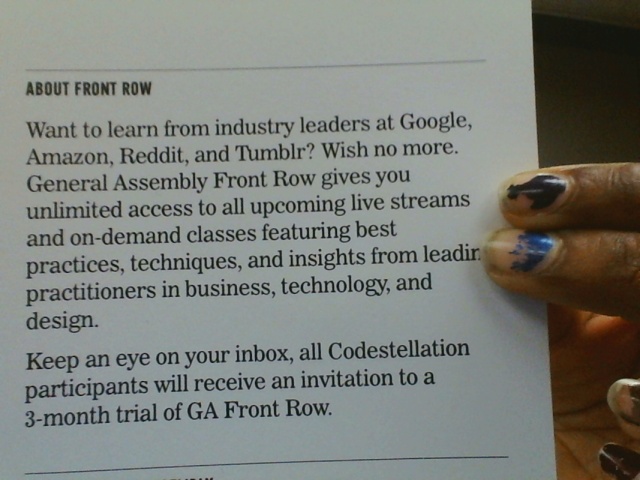 ABOUT FRONT ROW
Want to learn from industry leaders at Google,
Amazon, Reddit, and Tumblr? Wish no more.
General Assembly Front Row gives you
unlimited access to all upcoming live streams
and on-demand classes featuring best
practices, techniques, and insights from leadin
practitioners in business, technology, and
design.
Keep an eye on your inbox, all Codestellation
participants will receive an invitation to a
3-month trial of GA Front Row.